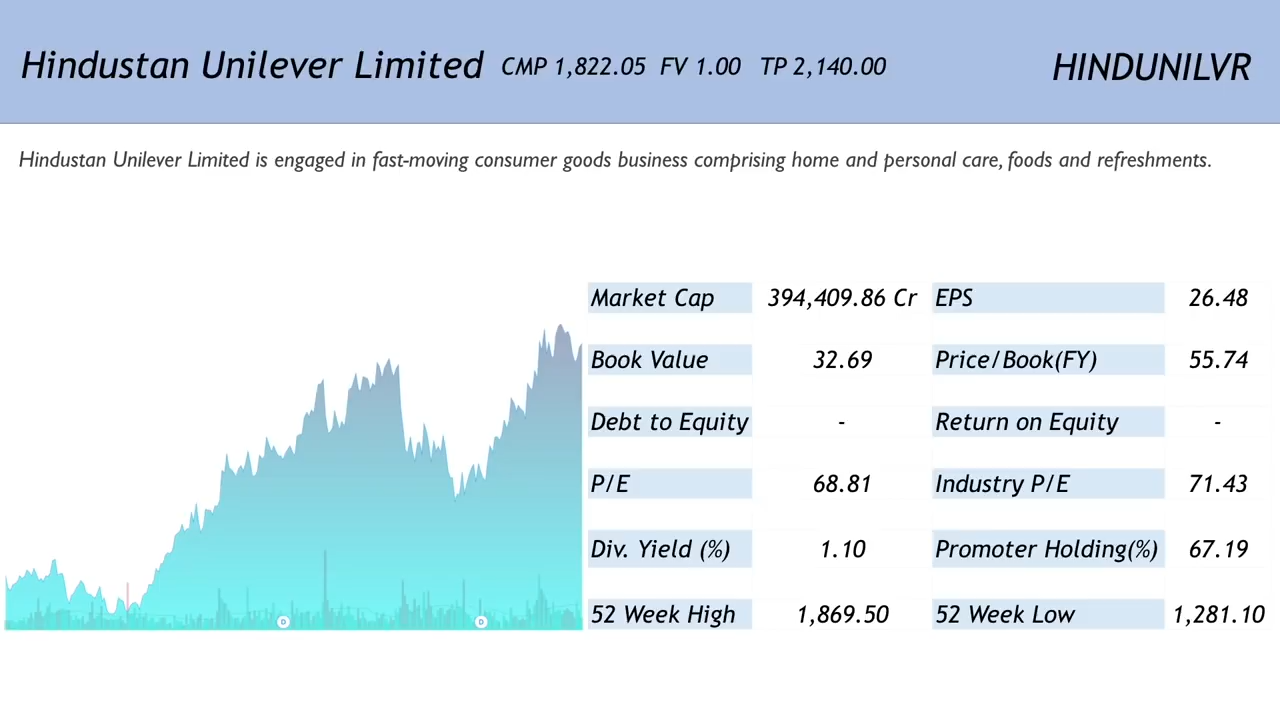 Hindustan Unilever Limited CMP 1,822.05 FV 1.00 TP 2,140.00 HINDUNILVR
Hindustan Unilever Limited is engaged in fast-moving consumer goods business comprising home and personal care, foods and refreshments.
Market Cap 394,409.86 Cr EPS 26.48
Book Value 32.69 Price/Book(FY) 55.74
Debt to Equity - Return on Equity -
P/E 68.81 Industry P/E 71.43
Div. Yield (%) 1.10 Promoter Holding(%) 67.19
52 Week High 1,869.50 52 Week Low 1,281.10
D D